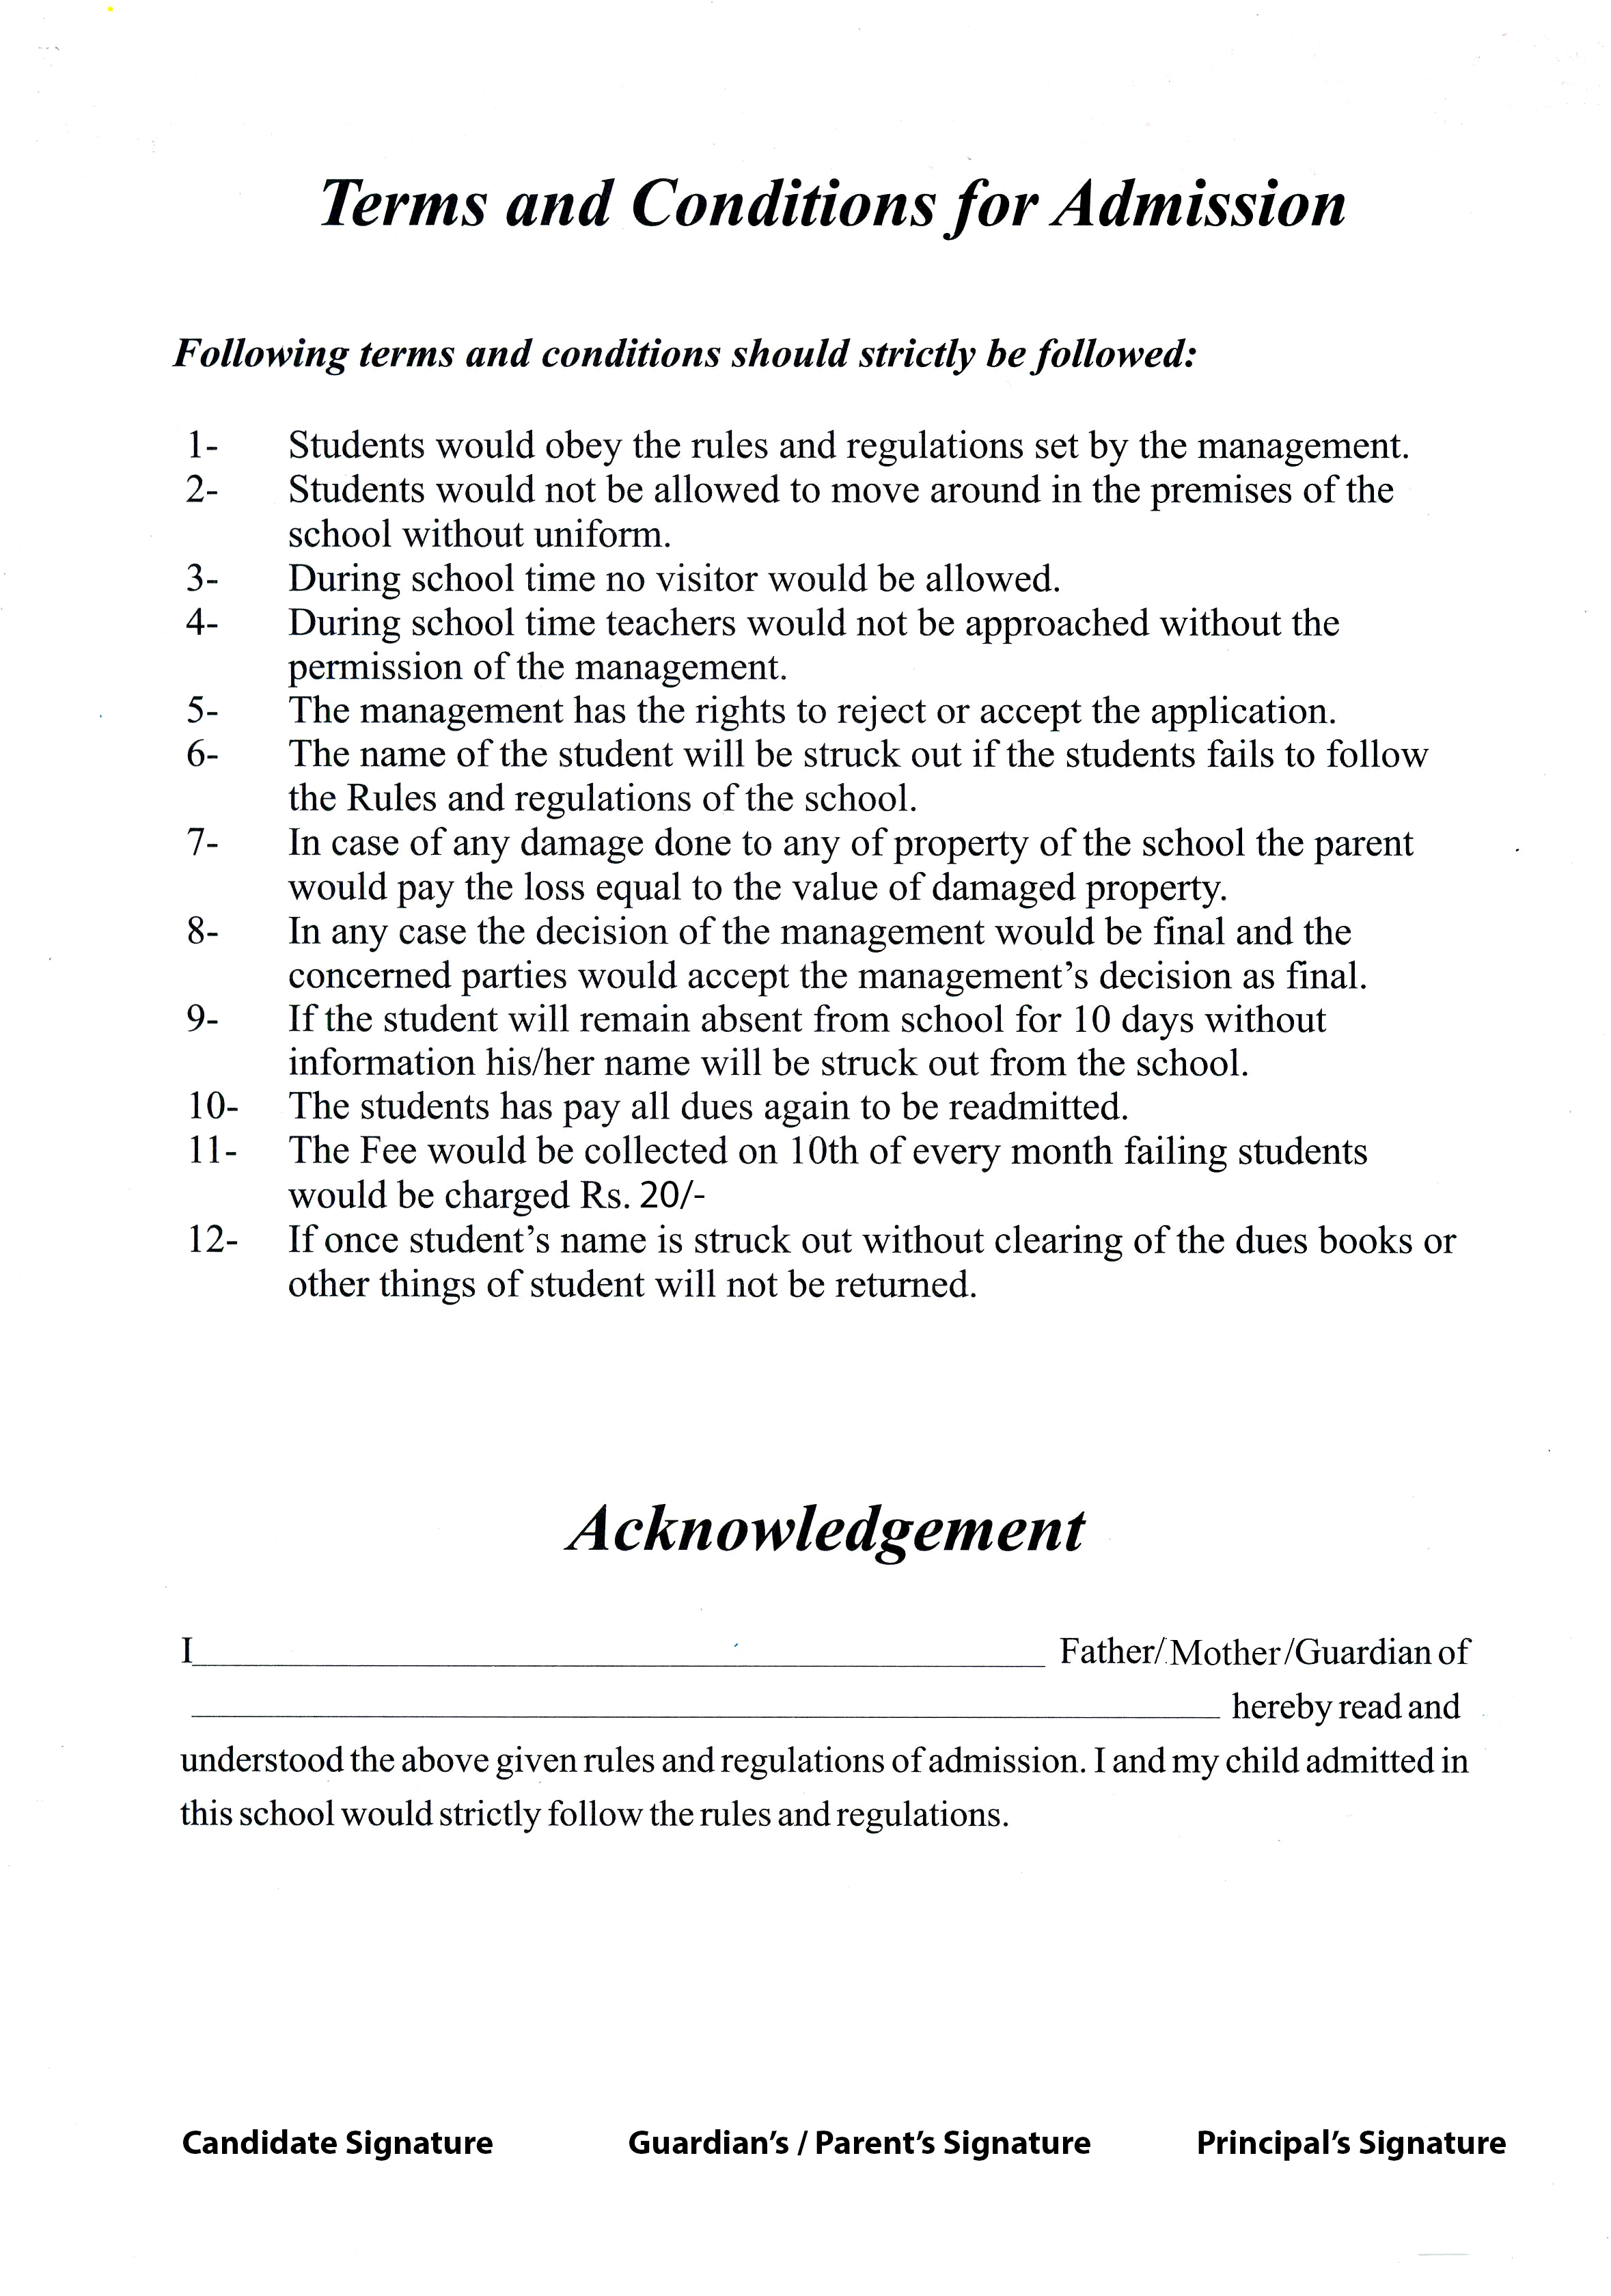 Terms and Conditions for Admission
Following terms and conditions should strictly be followed:
1- Students would obey the rules and regulations set by the management.
2- Students would not be allowed to move around in the premises of the
school without uniform.
3- During school time no visitor would be allowed.
4- During school time teachers would not be approached without the
permission of the management.
5- The management has the rights to reject or accept the application.
6- The name of the student will be struck out if the students fails to follow
the Rules and regulations of the school.
7- In case of any damage done to any of property of the school the parent
would pay the loss equal to the value of damaged property.
8- In any case the decision of the management would be final and the
concerned parties would accept the management’s decision as final.
9- If the student will remain absent from school for 10 days without
information his/her name will be struck out from the school.
10- The students has pay all dues again to be readmitted.
11- The Fee would be collected on 10th of every month failing students
would be charged Rs. 20/-
12- If once student’s name is struck out without clearing of the dues books or
other things of student will not be returned.
Acknowledgement
I____________________ Father/Mother/Guardian of
____________________ hereby read and
understood the above given rules and regulations of admission. I and my child admitted in
this school would strictly follow the rules and regulations.
Candidate Signature Guardian’s / Parent’s Signature Principal’s Signature